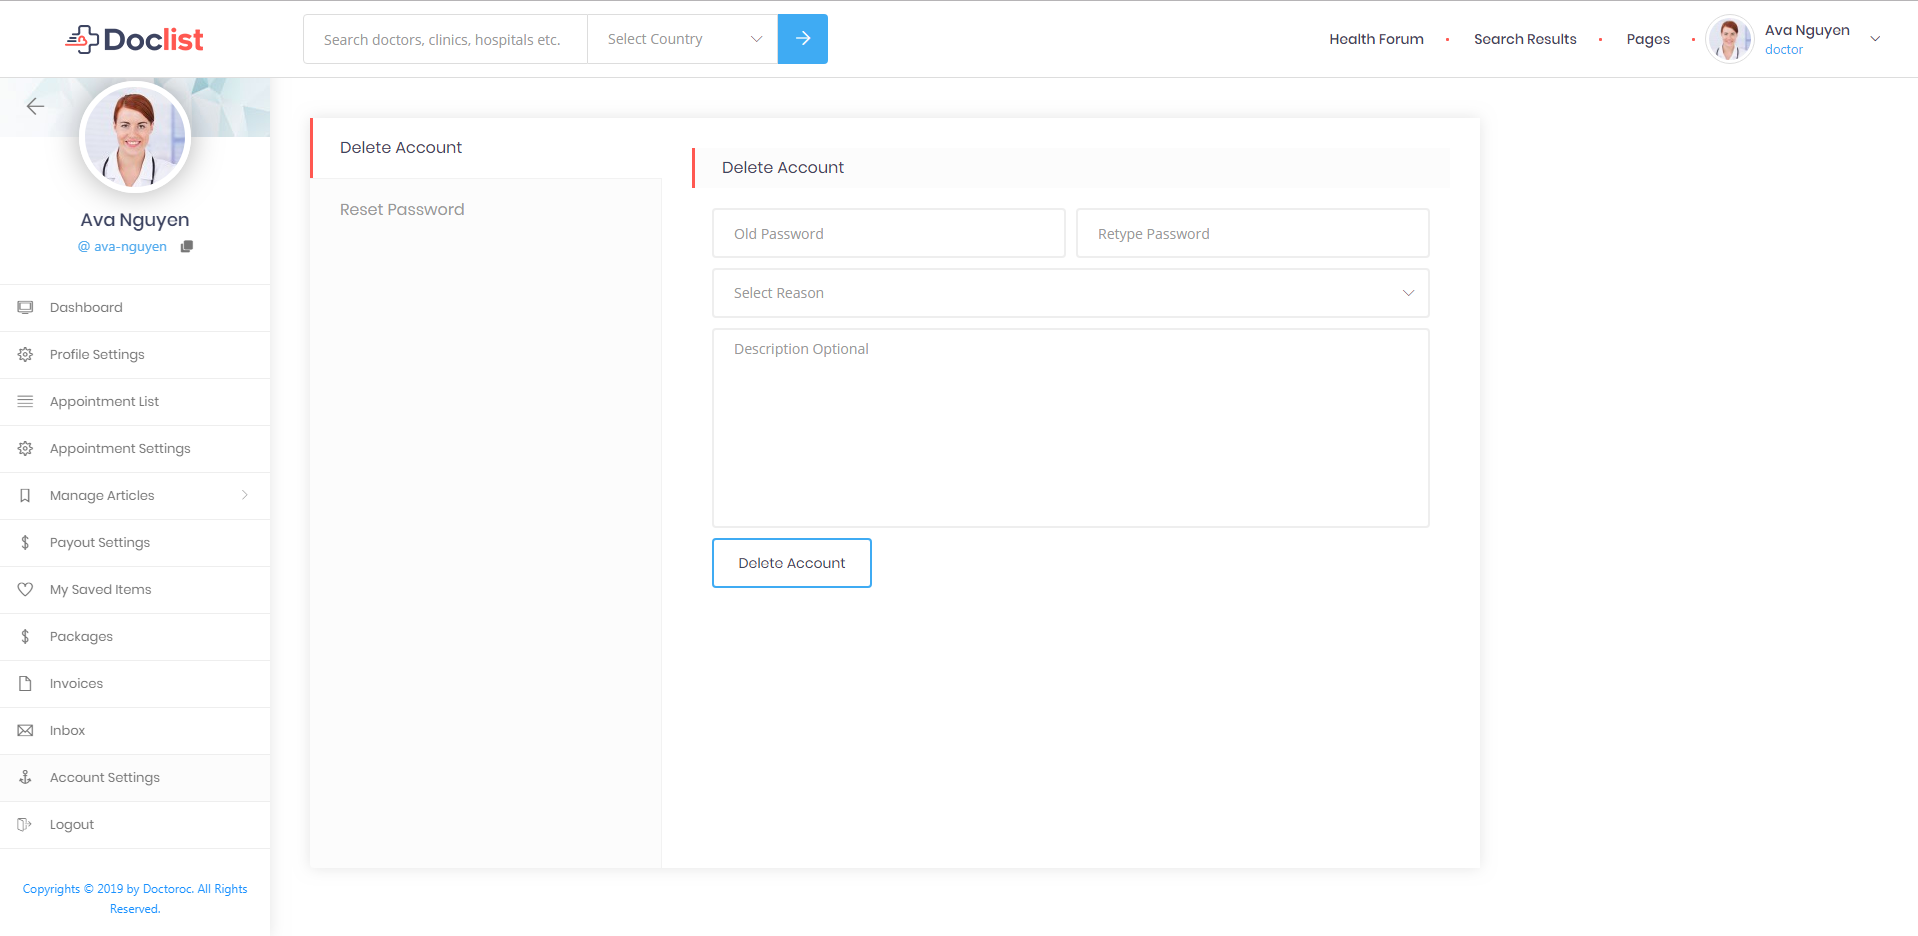 Doclist
Search doctors, clinics, hospitals etc.
Select Country
Health Forum
Search Results
Pages
Ava Nguyen
doctor
Ava Nguyen
@ ava-nguyen
Dashboard
Profile Settings
Appointment List
Appointment Settings
Manage Articles
Payout Settings
My Saved Items
Packages
Invoices
Inbox
Account Settings
Logout
Copyrights © 2019 by Doctoroc. All Rights
Reserved.
Delete Account
Reset Password
Delete Account
Old Password
Retype Password
Select Reason
Description Optional
Delete Account